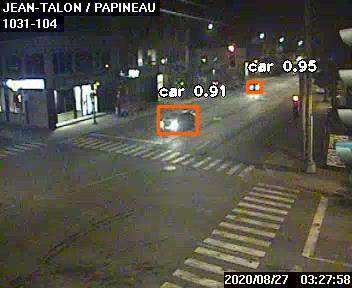 JEAN-TALON / PAPINEAU
1031-104
car 0.95
car 0.91
2020/08/27 03:27:58